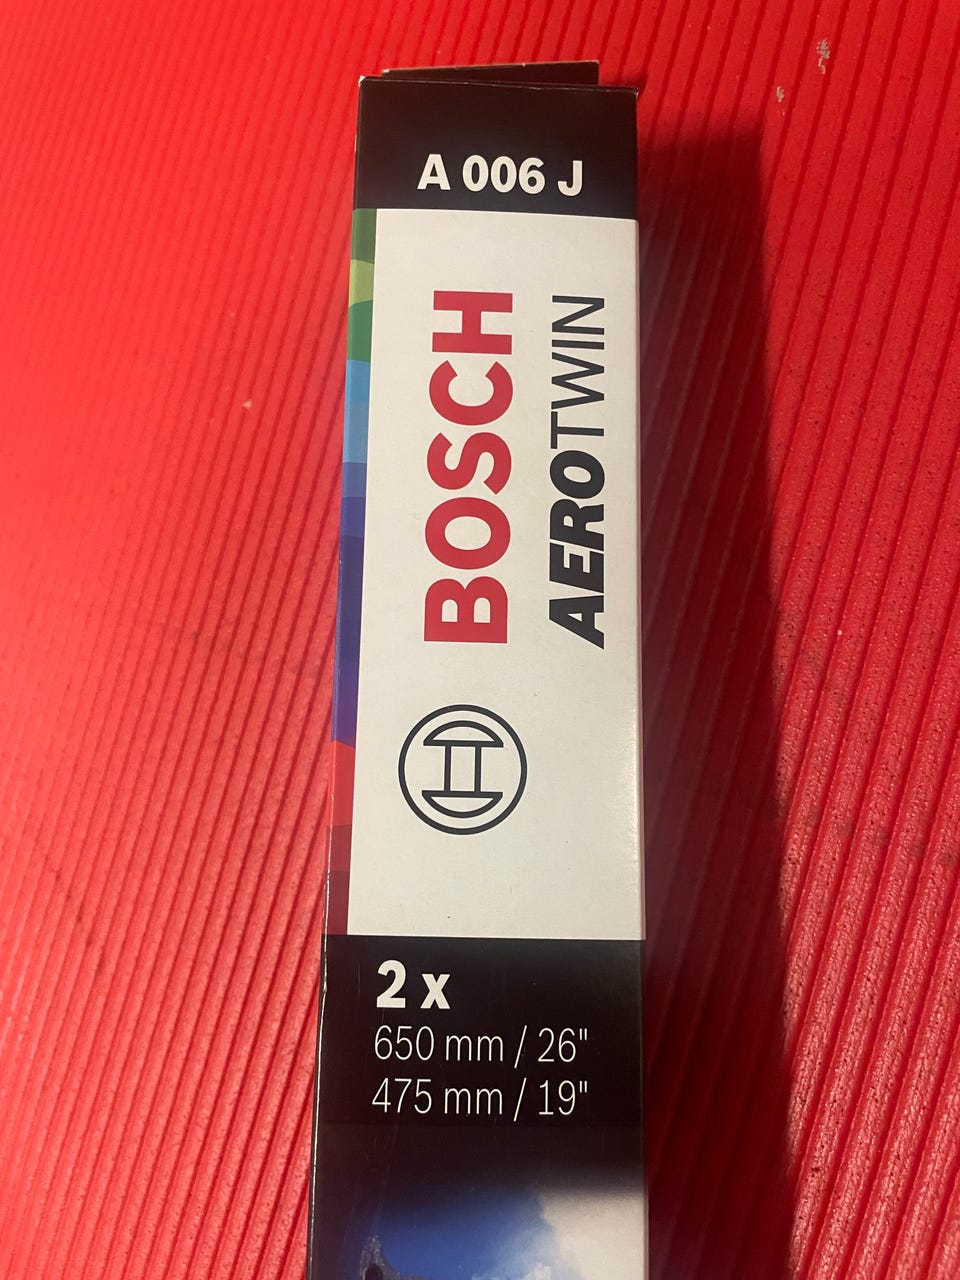 A 006 J
BOSCH
AEROTWIN
2 x
650 mm / 26"
475 mm / 19"